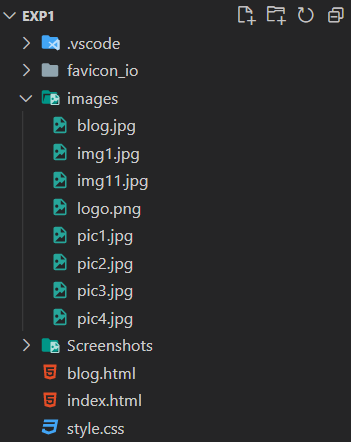 EXP1
.vscode
favicon_io
images
blog.jpg
img1.jpg
img11.jpg
logo.png
pic1.jpg
pic2.jpg
pic3.jpg
pic4.jpg
Screenshots
blog.html
index.html
style.css